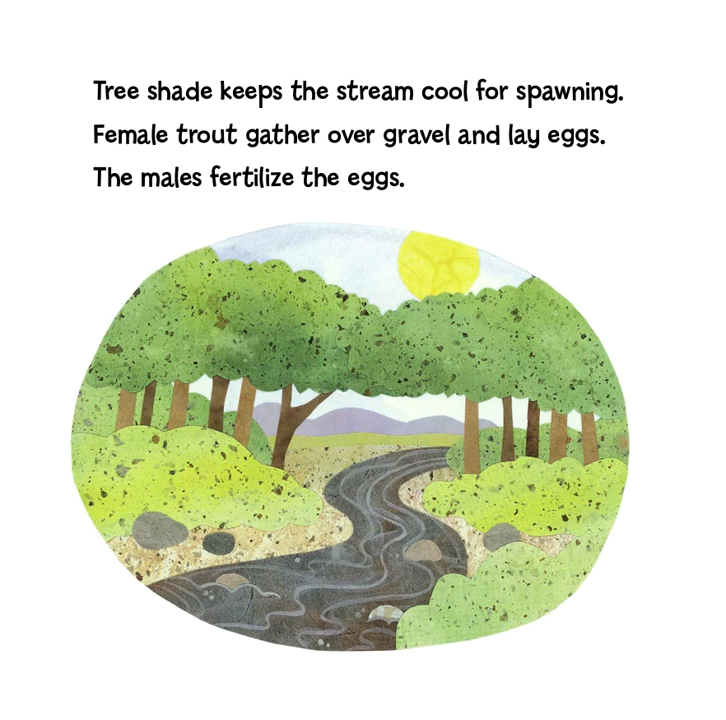 Tree shade keeps the stream cool for spawning.
Female trout gather over gravel and lay eggs.
The males fertilize the eggs.